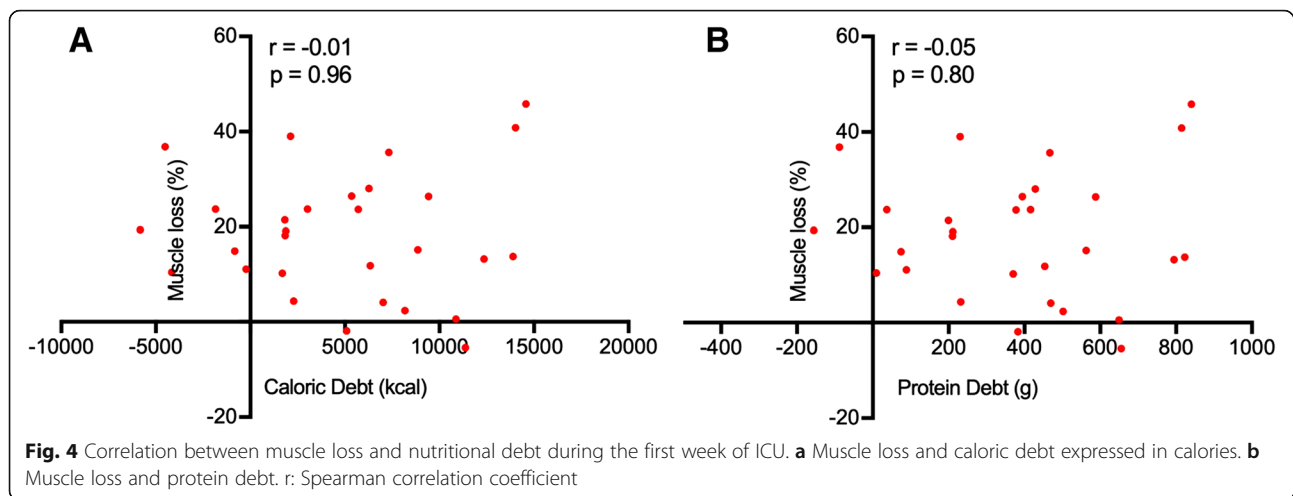 A
60
r = -0.01
p = 0.96
40
Muscle loss (%)
20
-10000 -5000 5000 10000 15000 20000
Caloric Debt (kcal)
-20
B
60
r = -0.05
p = 0.80
40
Muscle loss (%)
20
-400 -200 200 400 600 800 1000
Protein Debt (g)
-20
Fig. 4 Correlation between muscle loss and nutritional debt during the first week of ICU. a Muscle loss and caloric debt expressed in calories. b
Muscle loss and protein debt. r: Spearman correlation coefficient